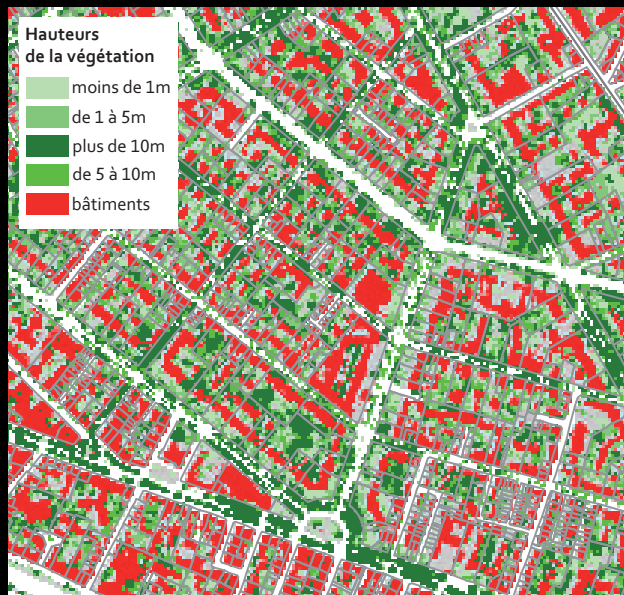 Hauteurs
de la végétation
moins de 1m
de 1 à 5m
plus de 10m
de 5 à 10m
bâtiments